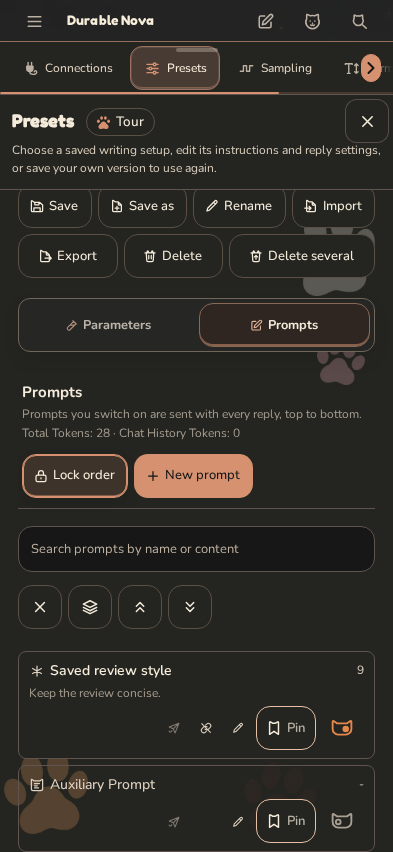 Durable Nova
Connections
Presets
Sampling
Presets
Tour
Choose a saved writing setup, edit its instructions and reply settings,
or save your own version to use again.
Save
Save as
Rename
Import
Export
Delete
Delete several
Parameters
Prompts
Prompts
Prompts you switch on are sent with every reply, top to bottom.
Total Tokens: 28 · Chat History Tokens: 0
Lock order
New prompt
Search prompts by name or content
Saved review style
9
Keep the review concise.
Pin
Auxiliary Prompt
-
Pin